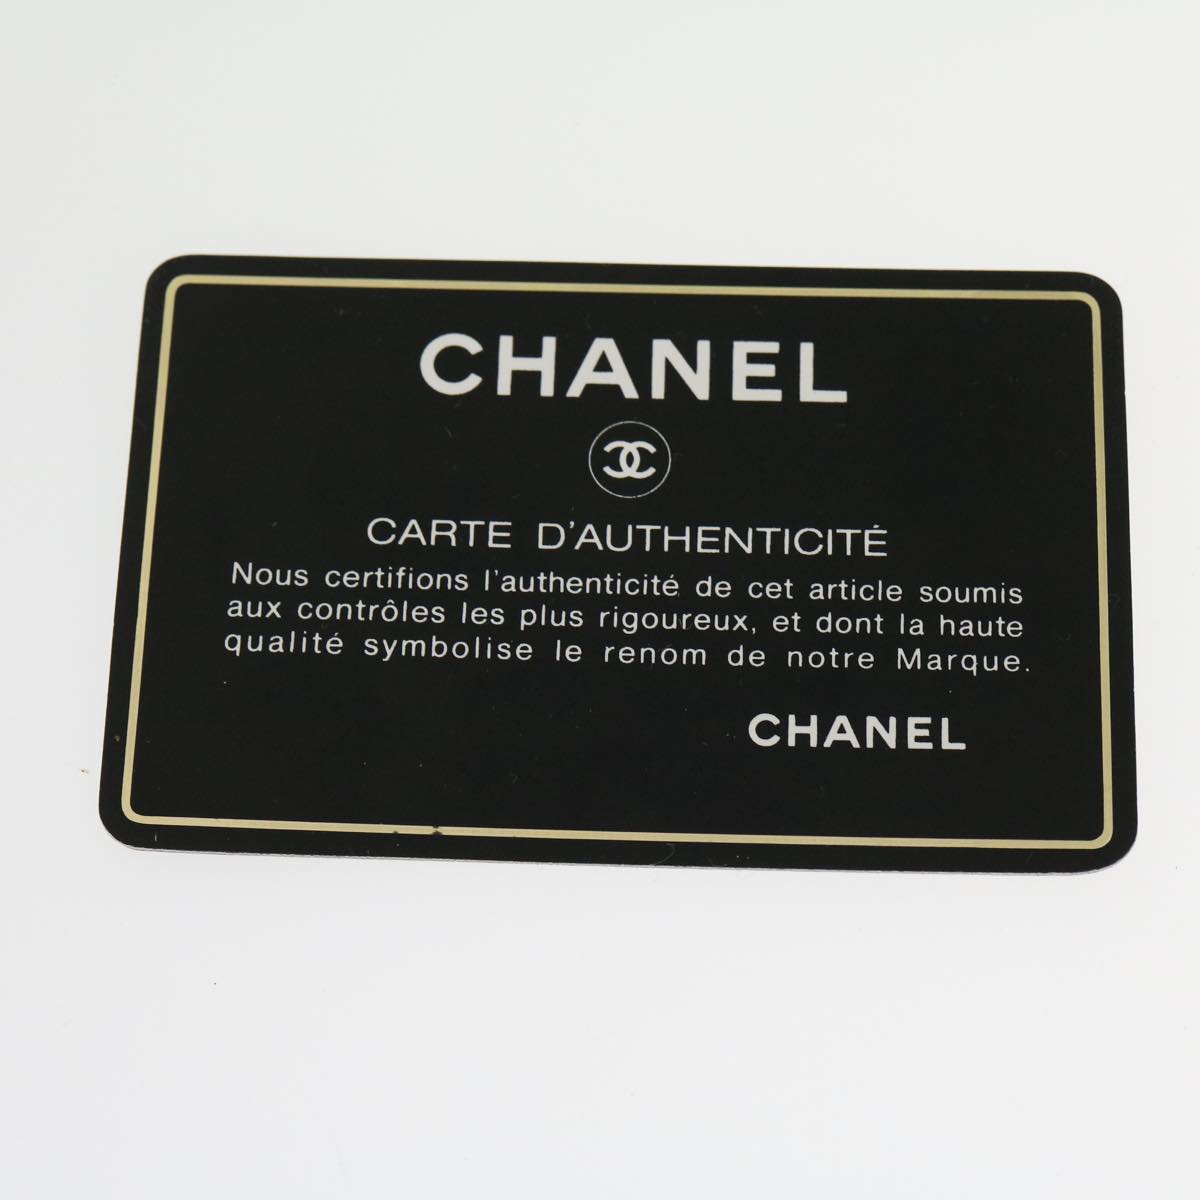 CHANEL
CARTE D'AUTHENTICITÉ
Nous certifions l'authenticité de cet article soumis
aux contrôles les plus rigoureux, et dont la haute
qualité symbolise le renom de notre Marque.
CHANEL